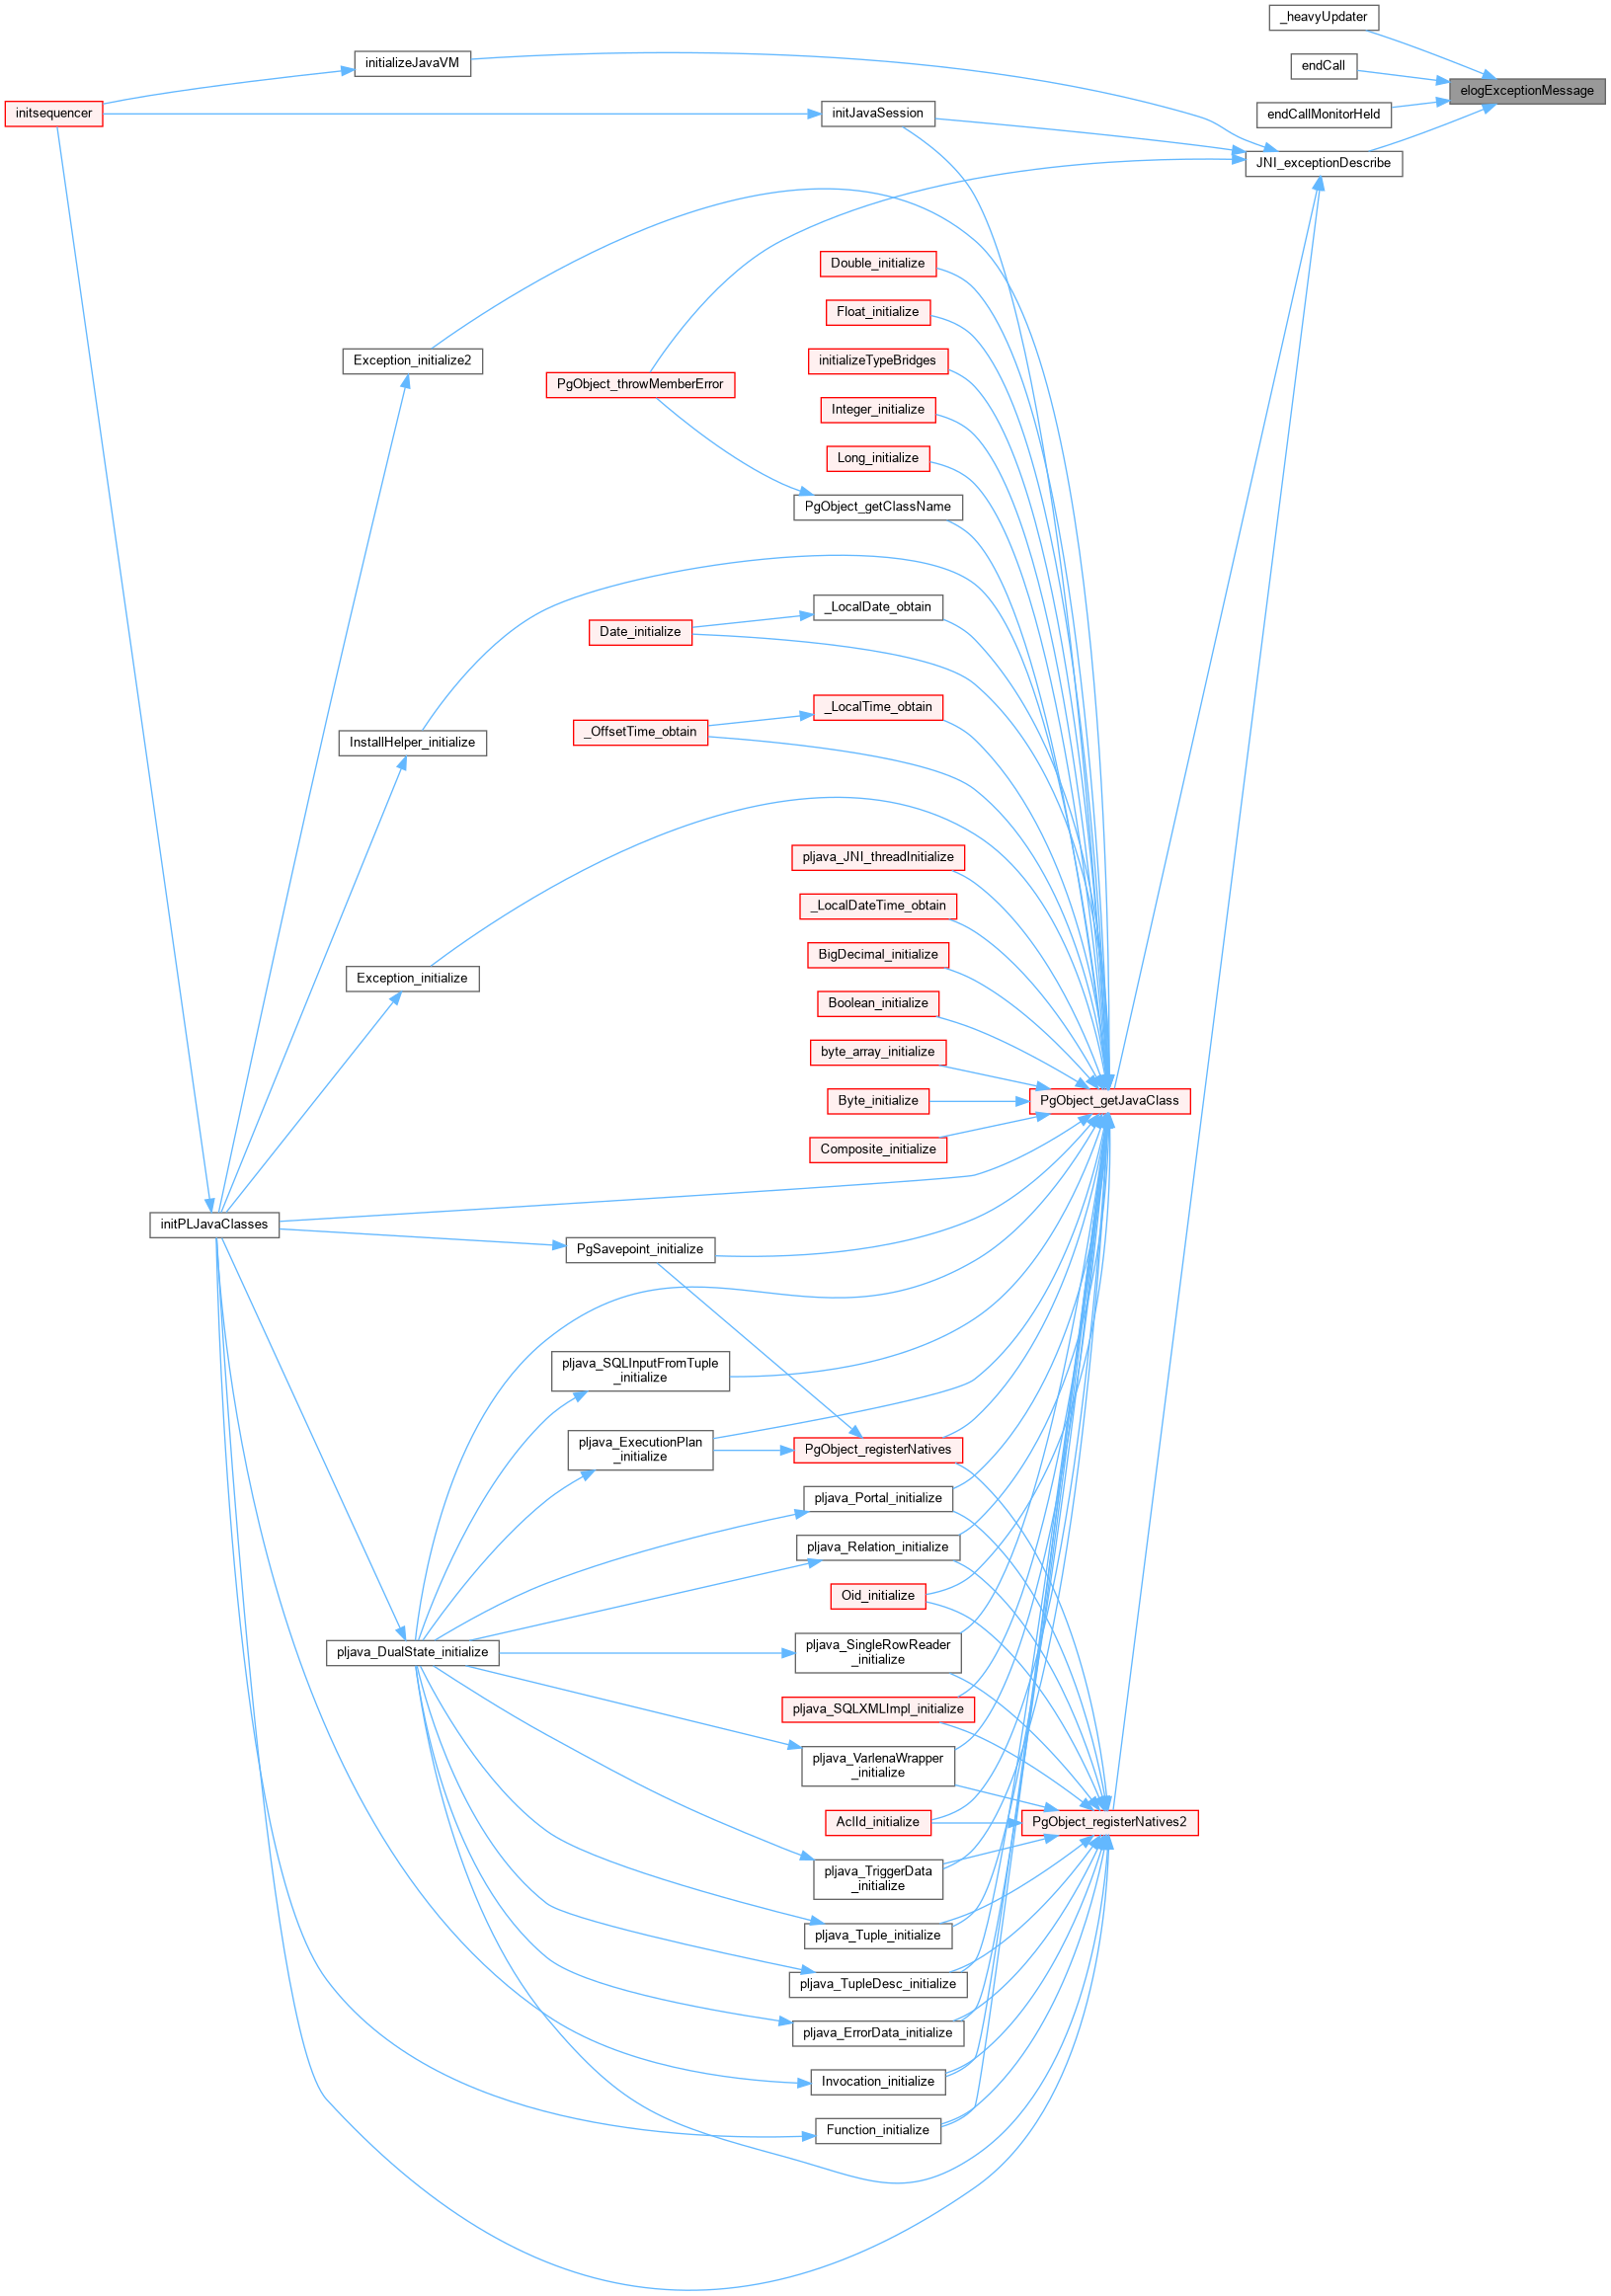 _heavyUpdater
endCall
elogExceptionMessage
endCallMonitorHeld
initializeJavaVM
initsequencer
initJavaSession
JNI_exceptionDescribe
Double_initialize
Float_initialize
Exception_initialize2
initializeTypeBridges
PgObject_throwMemberError
Integer_initialize
Long_initialize
PgObject_getClassName
_LocalDate_obtain
Date_initialize
_LocalTime_obtain
_OffsetTime_obtain
InstallHelper_initialize
pljava_JNI_threadInitialize
_LocalDateTime_obtain
BigDecimal_initialize
Exception_initialize
Boolean_initialize
byte_array_initialize
Byte_initialize
PgObject_getJavaClass
Composite_initialize
initPLJavaClasses
PgSavepoint_initialize
pljava_SQLInputFromTuple
_initialize
pljava_ExecutionPlan
_initialize
PgObject_registerNatives
pljava_Portal_initialize
pljava_Relation_initialize
Oid_initialize
pljava_DualState_initialize
pljava_SingleRowReader
_initialize
pljava_SQLXMLImpl_initialize
pljava_VarlenaWrapper
_initialize
AclId_initialize
PgObject_registerNatives2
pljava_TriggerData
_initialize
pljava_Tuple_initialize
pljava_TupleDesc_initialize
pljava_ErrorData_initialize
Invocation_initialize
Function_initialize